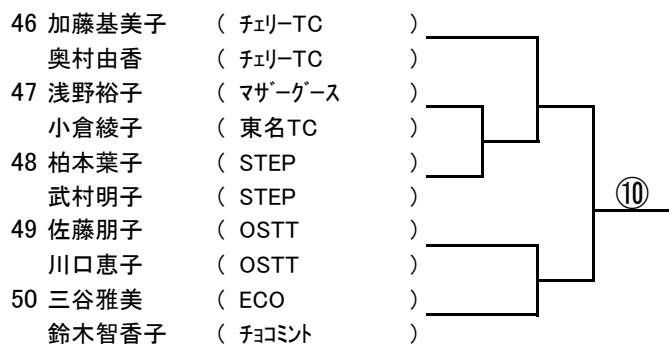 46 加藤基美子 ( ﾁｪﾘｰTC )
奥村由香 ( ﾁｪﾘｰTC )
47 浅野裕子 ( ﾏｻﾞｰｸﾞｰｽ )
小倉綾子 ( 東名TC )
48 柏本葉子 ( STEP )
武村明子 ( STEP )
⑩
49 佐藤朋子 ( OSTT )
川口恵子 ( OSTT )
50 三谷雅美 ( ECO )
鈴木智香子 ( ﾁｮｺﾐﾝﾄ )